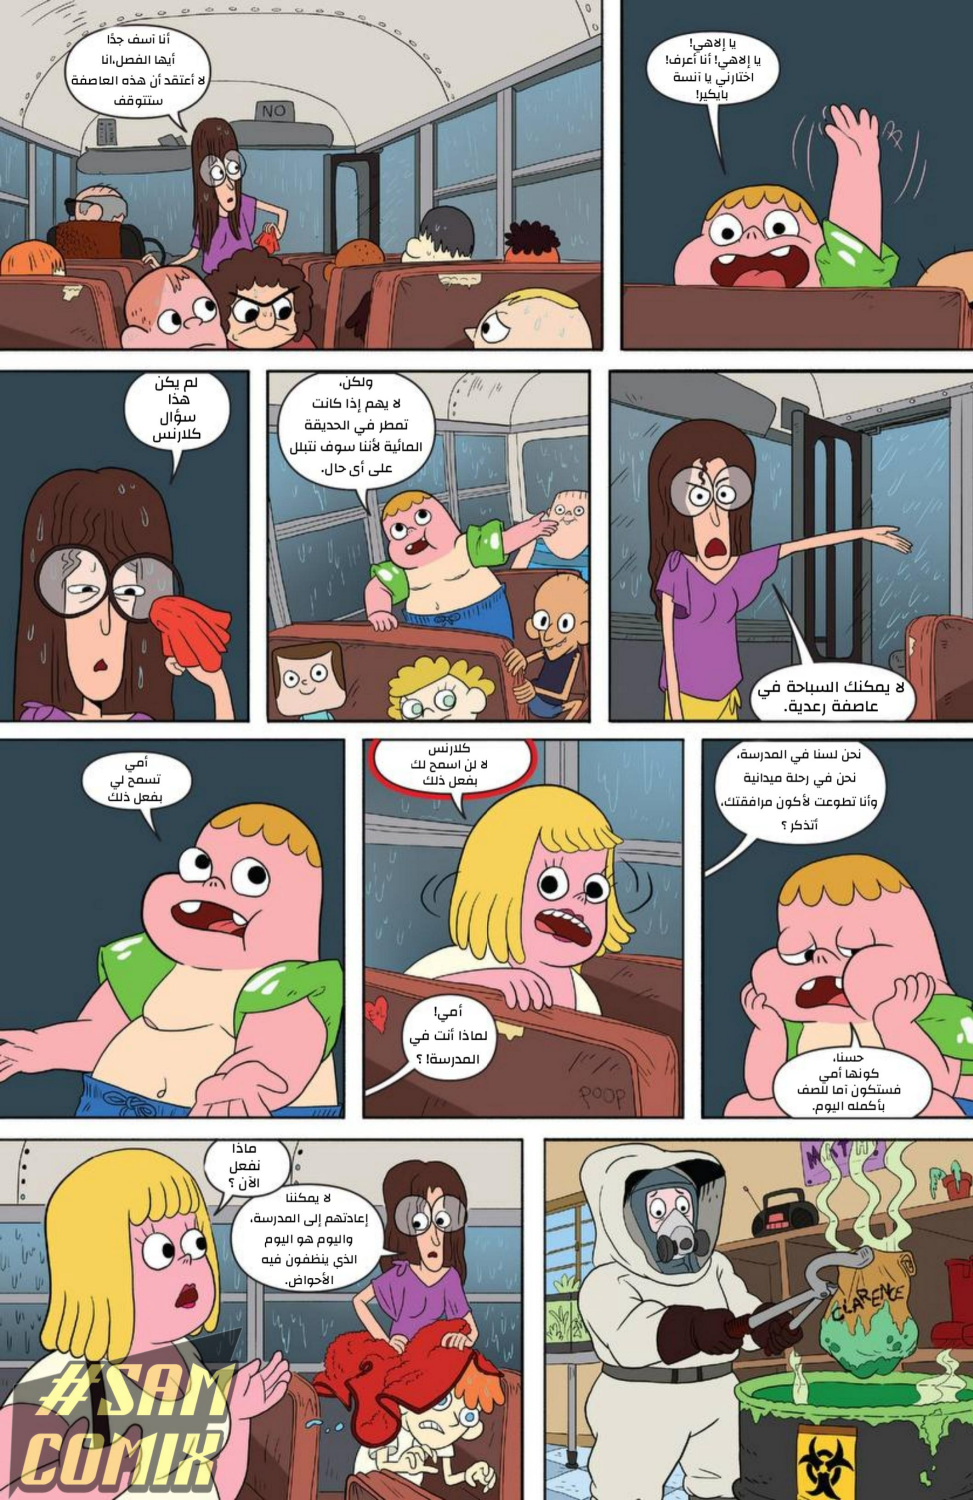 أنا آسف جدًا
أيها الفصل،انا
لا أعتقد أن هذه العاصفة
ستتوقف
NO
يا إلاهي!
يا إلاهي! أنا أعرف!
اختارني يا آنسة
بايكير!
لم يكن
هذا
سؤال
كلارنس
ولكن،
لا يهم إذا كانت
تمطر في الحديقة
المائية لأننا سوف نتبلل
على أى حال.
لا يمكنك السباحة في
عاصفة رعدية.
أمي
تسمح لي
بفعل ذلك
كلارنس
لا لن اسمح لك
بفعل ذلك
أمي!
لماذا أنت في
المدرسة! ؟
POOP
نحن لسنا في المدرسة،
نحن في رحلة ميدانية
وأنا تطوعت لأكون مرافقتك،
أتذكر ؟
حسنا،
كونها أمي
فستكون أما للصف
بأكمله اليوم.
ماذا
نفعل
الآن ؟
لا يمكننا
إعادتهم إلى المدرسة،
واليوم هو اليوم
الذي ينظفون فيه
الأحواض.
MATH
CLARENCE
#SAM
COMIX